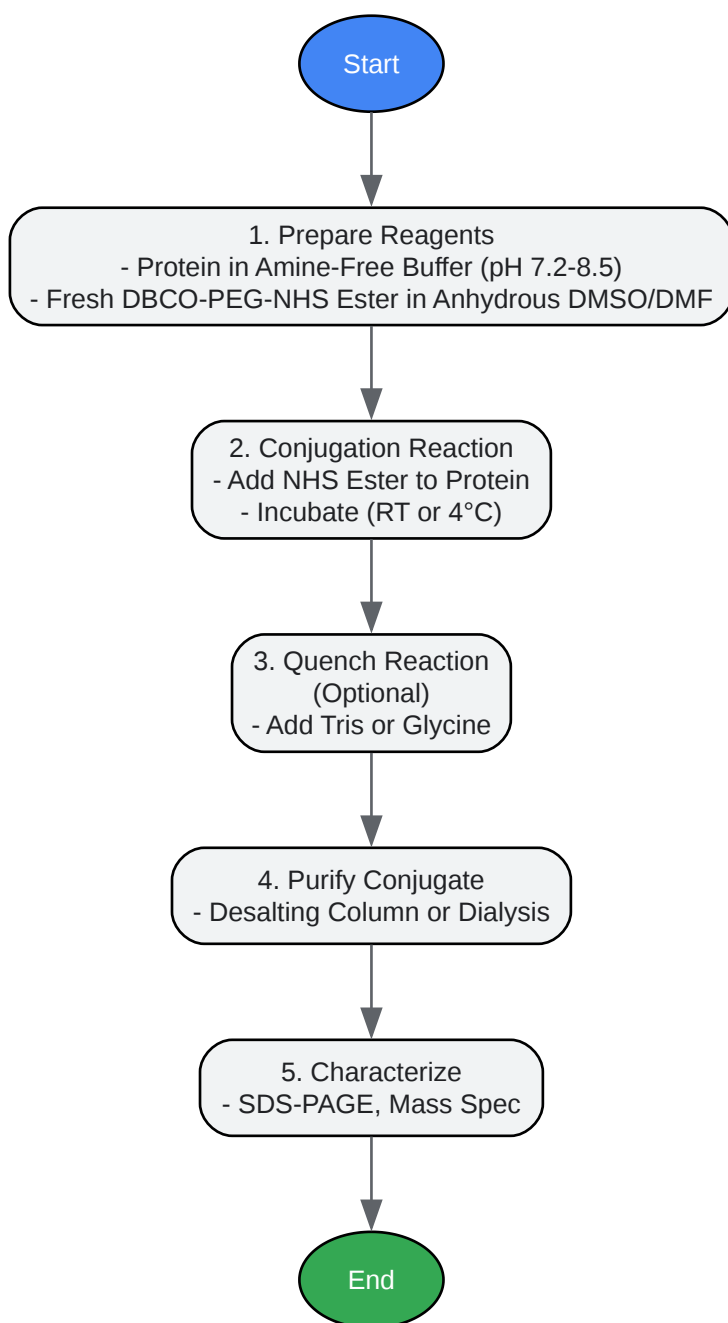 Start
1. Prepare Reagents
- Protein in Amine-Free Buffer (pH 7.2-8.5)
- Fresh DBCO-PEG-NHS Ester in Anhydrous DMSO/DMF
2. Conjugation Reaction
- Add NHS Ester to Protein
- Incubate (RT or 4°C)
3. Quench Reaction
(Optional)
- Add Tris or Glycine
4. Purify Conjugate
- Desalting Column or Dialysis
5. Characterize
- SDS-PAGE, Mass Spec
End